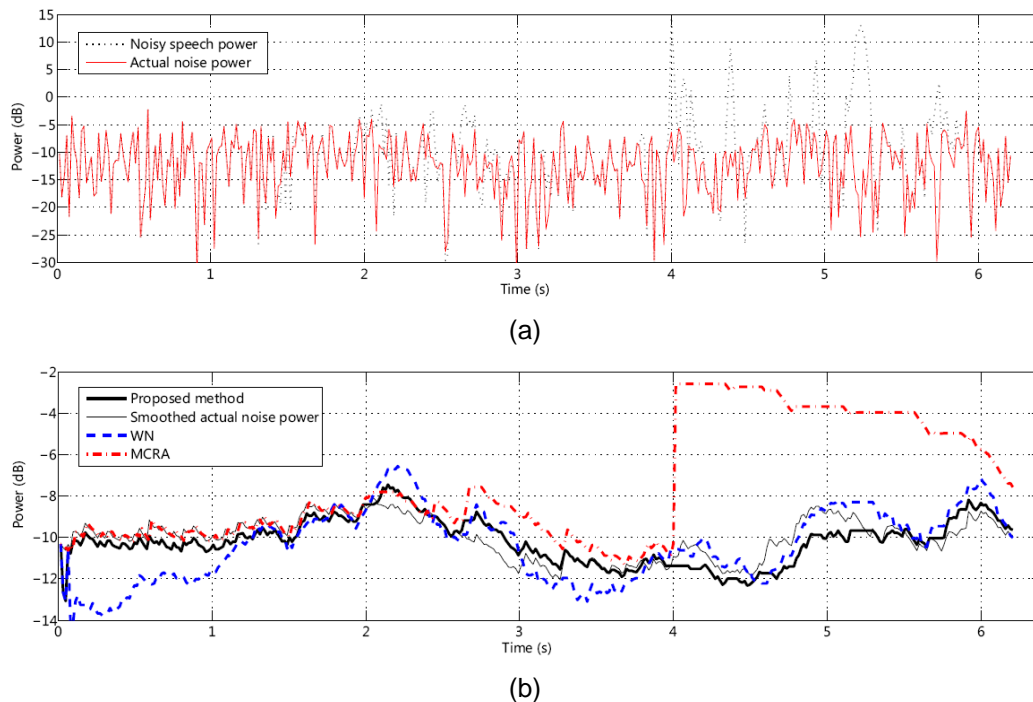 15
10
5
0
−5
−10
−15
−20
−25
−30
Power (dB)
Noisy speech power
Actual noise power
0 1 2 3 4 5 6
Time (s)
(a)
−2
−4
−6
−8
−10
−12
−14
Power (dB)
Proposed method
Smoothed actual noise power
WN
MCRA
0 1 2 3 4 5 6
Time (s)
(b)